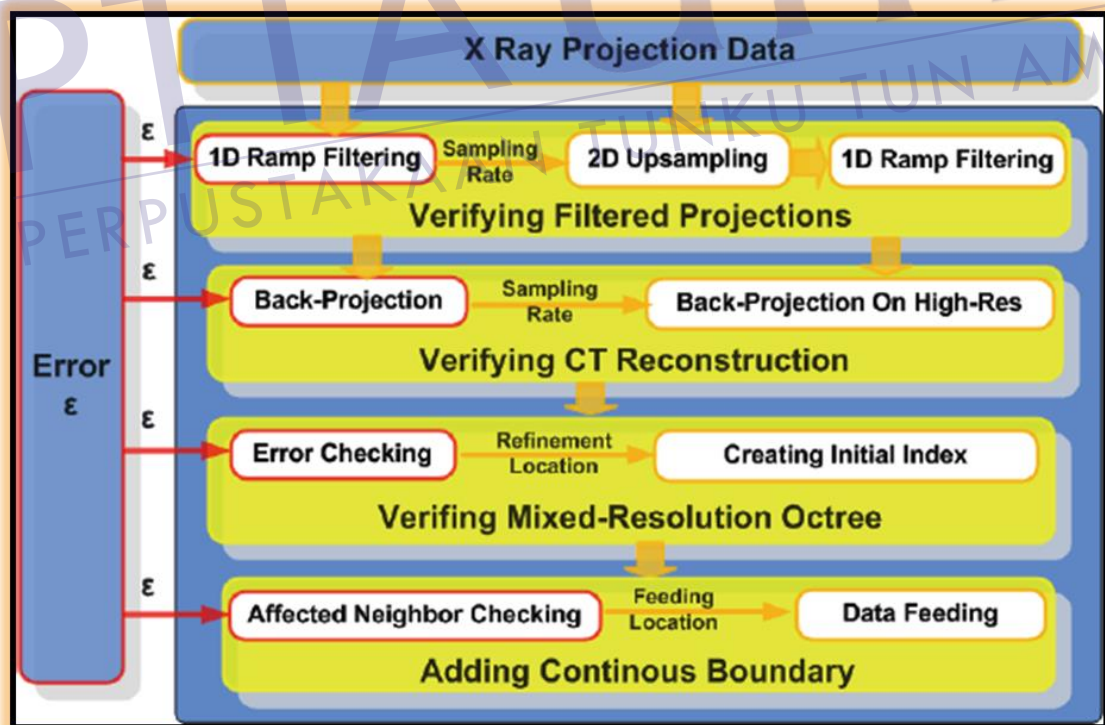 X Ray Projection Data
PTTA UTHM
PERPUSTAKAAN TUNKU TUN AM
Error
ε
ε
1D Ramp Filtering
Sampling
Rate
2D Upsampling
1D Ramp Filtering
Verifying Filtered Projections
ε
Back-Projection
Sampling
Rate
Back-Projection On High-Res
Verifying CT Reconstruction
ε
Error Checking
Refinement
Location
Creating Initial Index
Verifing Mixed-Resolution Octree
ε
Affected Neighbor Checking
Feeding
Location
Data Feeding
Adding Continous Boundary